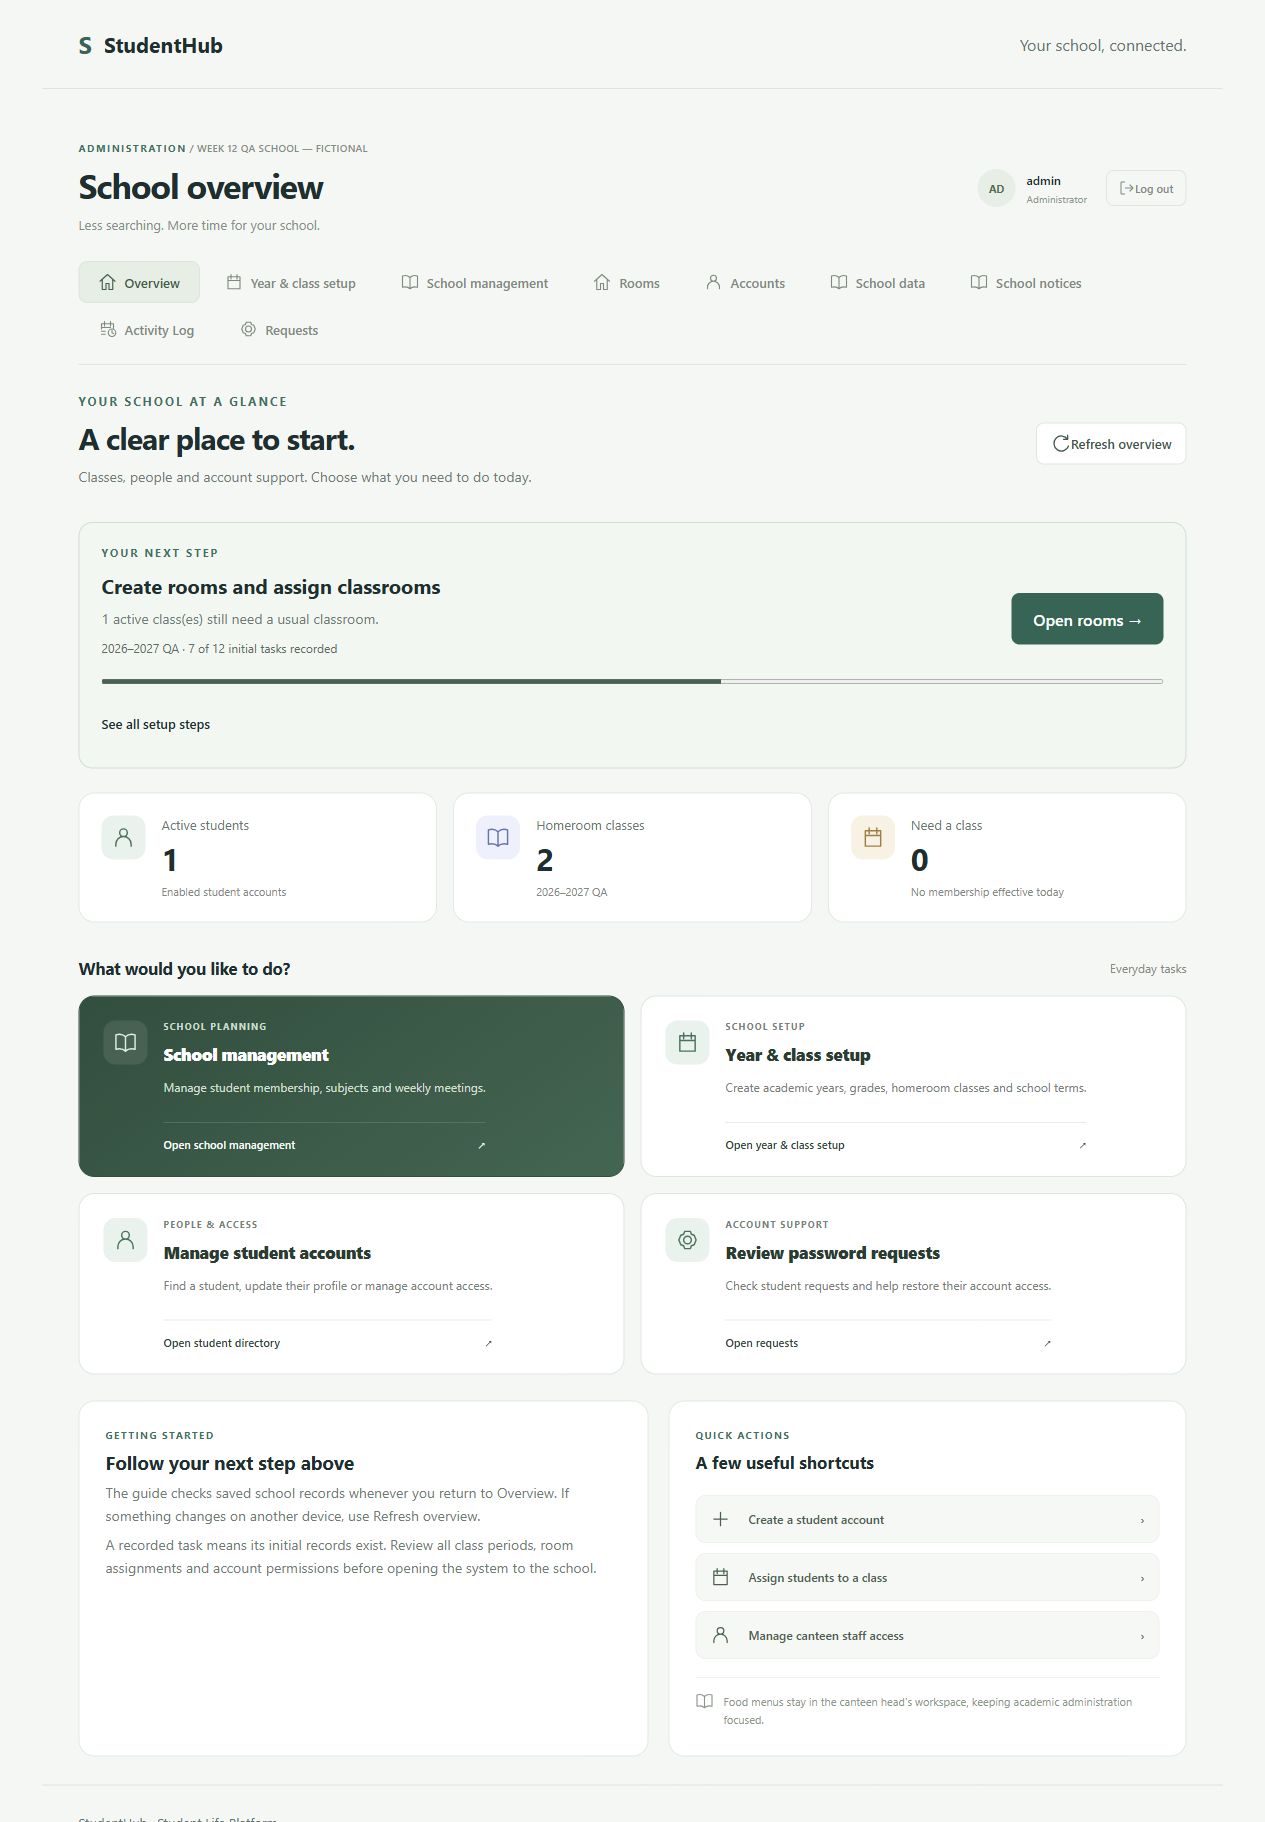 S StudentHub
Your school, connected.
ADMINISTRATION / WEEK 12 QA SCHOOL — FICTIONAL
School overview
Less searching. More time for your school.
AD
admin
Administrator
Log out
Overview
Year & class setup
School management
Rooms
Accounts
School data
School notices
Activity Log
Requests
YOUR SCHOOL AT A GLANCE
A clear place to start.
Classes, people and account support. Choose what you need to do today.
Refresh overview
YOUR NEXT STEP
Create rooms and assign classrooms
1 active class(es) still need a usual classroom.
2026–2027 QA · 7 of 12 initial tasks recorded
Open rooms →
See all setup steps
Active students
1
Enabled student accounts
Homeroom classes
2
2026–2027 QA
Need a class
0
No membership effective today
What would you like to do?
Everyday tasks
SCHOOL PLANNING
School management
Manage student membership, subjects and weekly meetings.
Open school management ↗
SCHOOL SETUP
Year & class setup
Create academic years, grades, homeroom classes and school terms.
Open year & class setup ↗
PEOPLE & ACCESS
Manage student accounts
Find a student, update their profile or manage account access.
Open student directory ↗
ACCOUNT SUPPORT
Review password requests
Check student requests and help restore their account access.
Open requests ↗
GETTING STARTED
Follow your next step above
The guide checks saved school records whenever you return to Overview. If
something changes on another device, use Refresh overview.
A recorded task means its initial records exist. Review all class periods, room
assignments and account permissions before opening the system to the school.
QUICK ACTIONS
A few useful shortcuts
Create a student account ›
Assign students to a class ›
Manage canteen staff access ›
Food menus stay in the canteen head's workspace, keeping academic administration
focused.
StudentHub · Student Life Platform